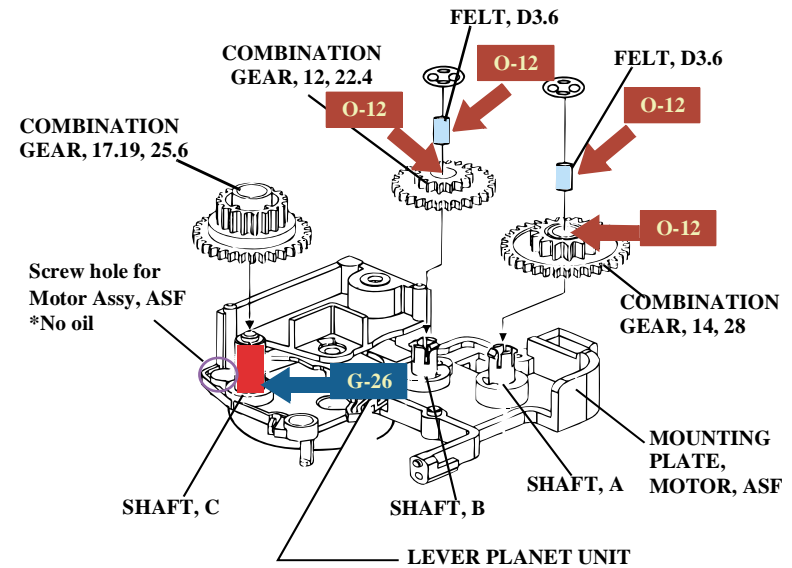 FELT, D3.6
COMBINATION
GEAR, 12, 22.4
O-12
FELT, D3.6
O-12
O-12
COMBINATION
GEAR, 17.19, 25.6
O-12
Screw hole for
Motor Assy, ASF
*No oil
COMBINATION
GEAR, 14, 28
G-26
MOUNTING
PLATE,
MOTOR, ASF
SHAFT, A
SHAFT, C
SHAFT, B
LEVER PLANET UNIT